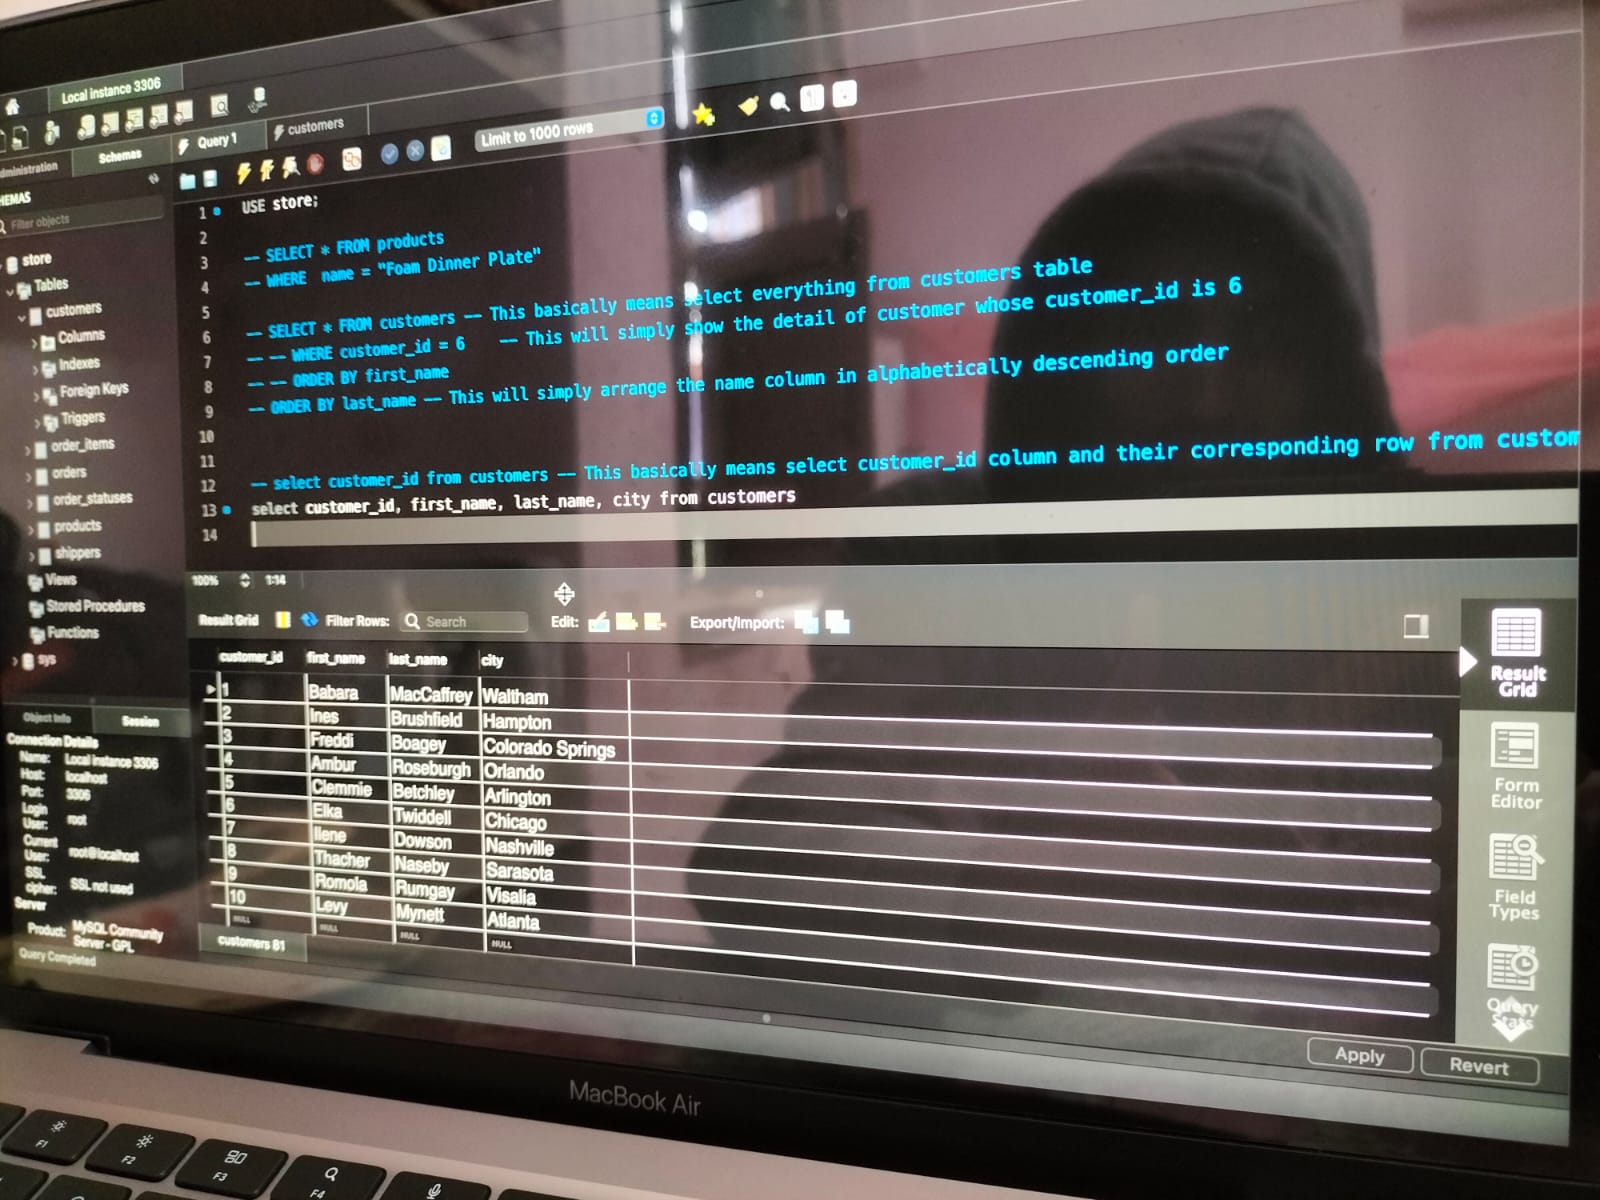 Local instance 3306
Administration
Schemas
Query 1
customers
Limit to 1000 rows
SCHEMAS
Filter objects
store
Tables
customers
Columns
Indexes
Foreign Keys
Triggers
order_items
orders
order_statuses
products
shippers
Views
Stored Procedures
Functions
sys
1 USE store;
2
3 -- SELECT * FROM products
4 -- WHERE name = "Foam Dinner Plate"
5
6 -- SELECT * FROM customers -- This basically means select everything from customers table
7 -- -- WHERE customer_id = 6 -- This will simply show the detail of customer whose customer_id is 6
8 -- -- ORDER BY first_name
9 -- ORDER BY last_name -- This will simply arrange the name column in alphabetically descending order
10
11
12 -- select customer_id from customers -- This basically means select customer_id column and their corresponding row from custom
13 select customer_id, first_name, last_name, city from customers
14
100% 1:14
Result Grid Filter Rows: Search Edit: Export/Import:
customer_id first_name last_name city
1 Babara MacCaffrey Waltham
2 Ines Brushfield Hampton
3 Freddi Boagey Colorado Springs
4 Ambur Roseburgh Orlando
5 Clemmie Betchley Arlington
6 Elka Twiddell Chicago
7 Ilene Dowson Nashville
8 Thacher Naseby Sarasota
9 Romola Rumgay Visalia
10 Levy Mynett Atlanta
NULL NULL NULL NULL
customers 81
Result Grid
Form Editor
Field Types
Query Stats
Apply Revert
Object Info Session
Connection Details
Name: Local instance 3306
Host: localhost
Port: 3306
Login User: root
Current User: root@localhost
SSL cipher: SSL not used
Server
Product: MySQL Community Server - GPL
Query Completed
MacBook Air
F1
F2
F3
F4